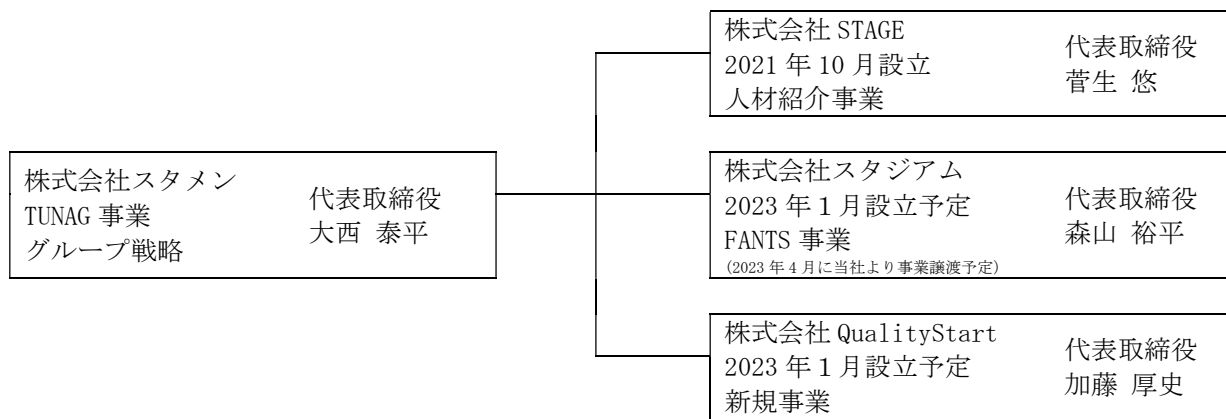 株式会社 STAGE
2021 年 10 月設立
人材紹介事業
代表取締役
菅生 悠
株式会社スタメン
TUNAG 事業
グループ戦略
代表取締役
大西 泰平
株式会社スタジアム
2023 年 1 月設立予定
FANTS 事業
(2023 年 4 月に当社より事業譲渡予定)
代表取締役
森山 裕平
株式会社 QualityStart
2023 年 1 月設立予定
新規事業
代表取締役
加藤 厚史